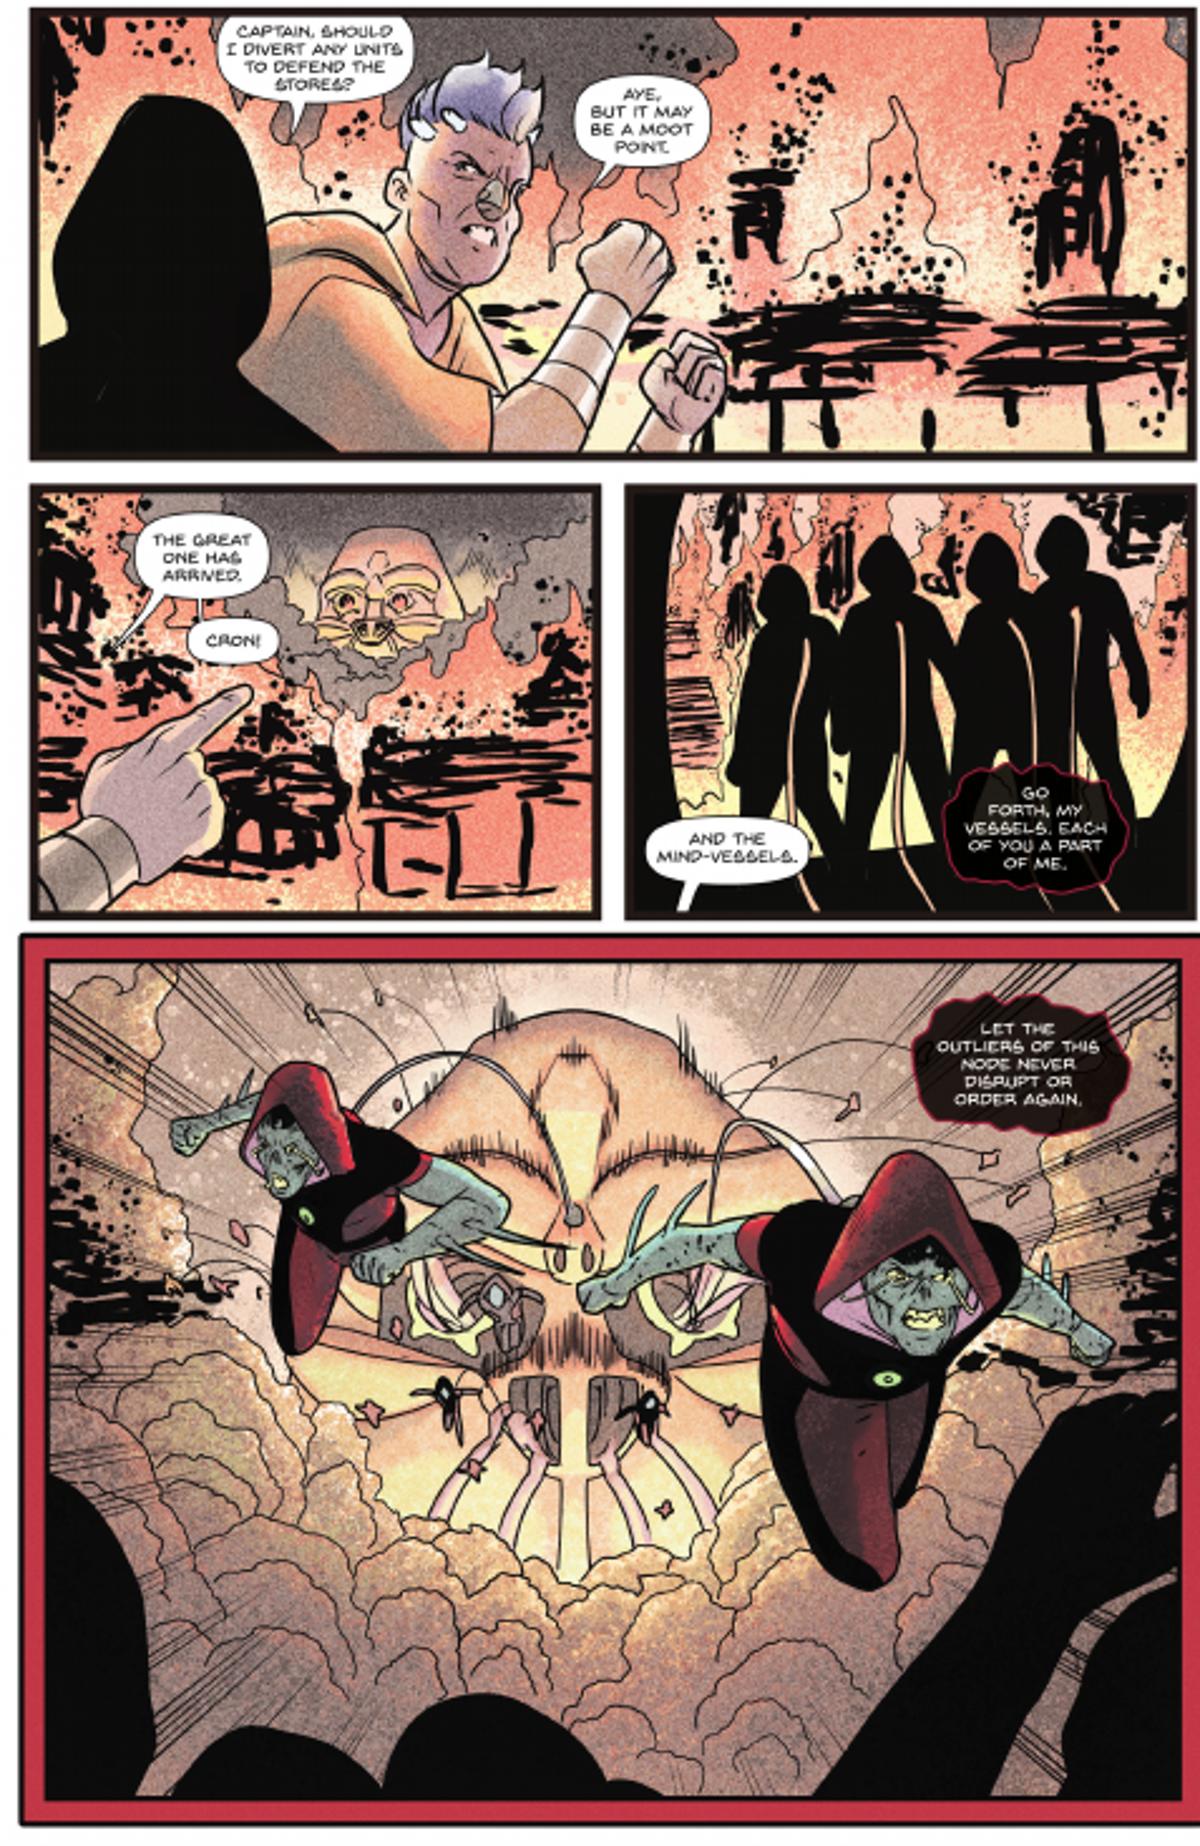 CAPTAIN, SHOULD
I DIVERT ANY UNITS
TO DEFEND THE
STORES?
AYE,
BUT IT MAY
BE A MOOT
POINT.
THE GREAT
ONE HAS
ARRIVED.
CRON!
AND THE
MIND-VESSELS.
GO
FORTH, MY
VESSELS. EACH
OF YOU A PART
OF ME.
LET THE
OUTLIERS OF THIS
NODE NEVER
DISRUPT OR
ORDER AGAIN.